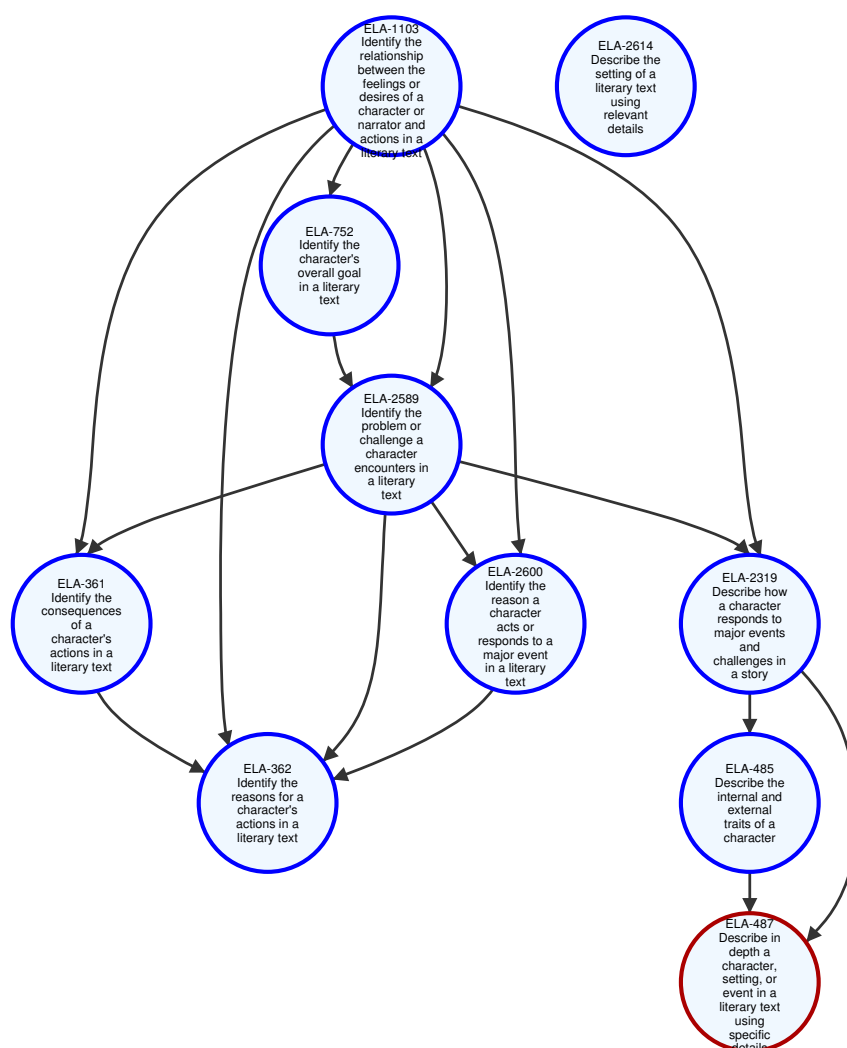 ELA-1103
Identify the
relationship
between the
feelings or
desires of a
character or
narrator and
actions in a
literary text
ELA-2614
Describe the
setting of a
literary text
using
relevant
details
ELA-752
Identify the
character's
overall goal
in a literary
text
ELA-2589
Identify the
problem or
challenge a
character
encounters in
a literary
text
ELA-361
Identify the
consequences
of a
character's
actions in a
literary text
ELA-2600
Identify the
reason a
character
acts or
responds to a
major event
in a literary
text
ELA-2319
Describe how
a character
responds to
major events
and
challenges in
a story
ELA-362
Identify the
reasons for a
character's
actions in a
literary text
ELA-485
Describe the
internal and
external
traits of a
character
ELA-487
Describe in
depth a
character,
setting, or
event in a
literary text
using
specific
details